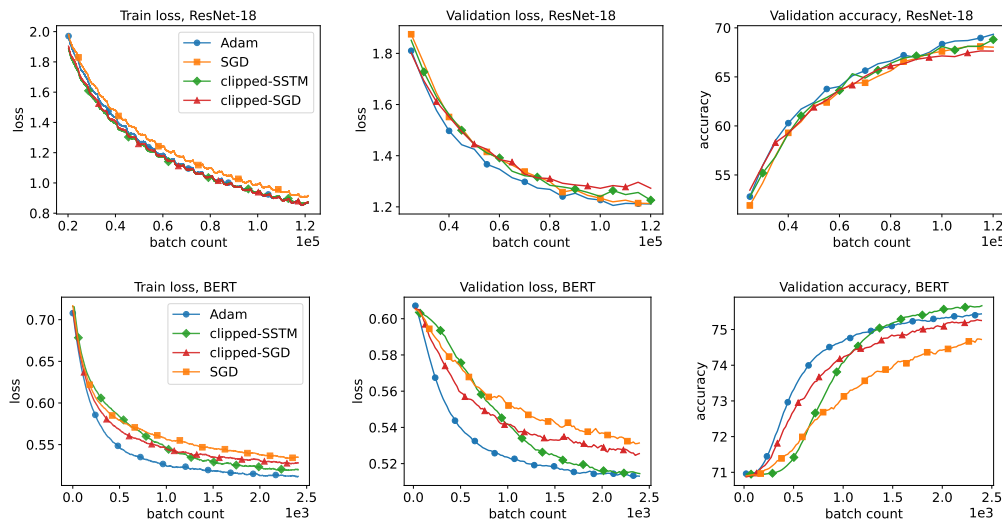 Train loss, ResNet-18
2.0
1.8
1.6
1.4
1.2
1.0
0.8
loss
0.2 0.4 0.6 0.8 1.0 1.2
batch count
1e5
Adam
SGD
clipped-SSTM
clipped-SGD
Validation loss, ResNet-18
1.8
1.6
1.4
1.2
loss
0.4 0.6 0.8 1.0 1.2
batch count
1e5
Validation accuracy, ResNet-18
70
65
60
55
accuracy
0.4 0.6 0.8 1.0 1.2
batch count
1e5
Train loss, BERT
0.70
0.65
0.60
0.55
loss
0.0 0.5 1.0 1.5 2.0 2.5
batch count
1e3
Adam
clipped-SSTM
clipped-SGD
SGD
Validation loss, BERT
0.60
0.58
0.56
0.54
0.52
loss
0.0 0.5 1.0 1.5 2.0 2.5
batch count
1e3
Validation accuracy, BERT
75
74
73
72
71
accuracy
0.0 0.5 1.0 1.5 2.0 2.5
batch count
1e3